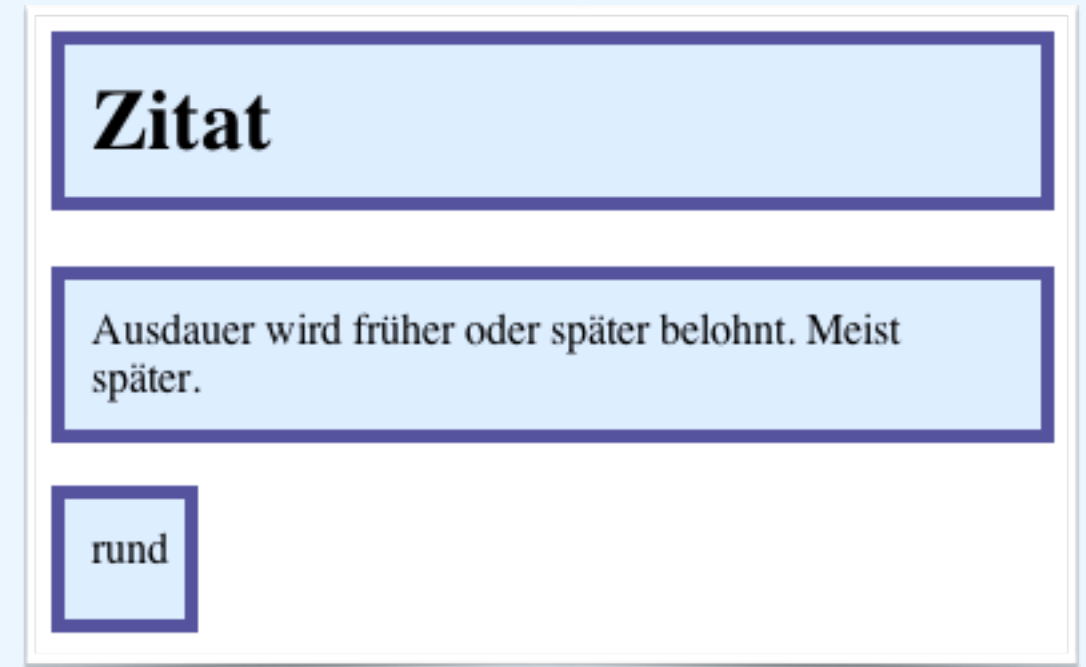 Zitat
Ausdauer wird früher oder später belohnt. Meist
später.
rund